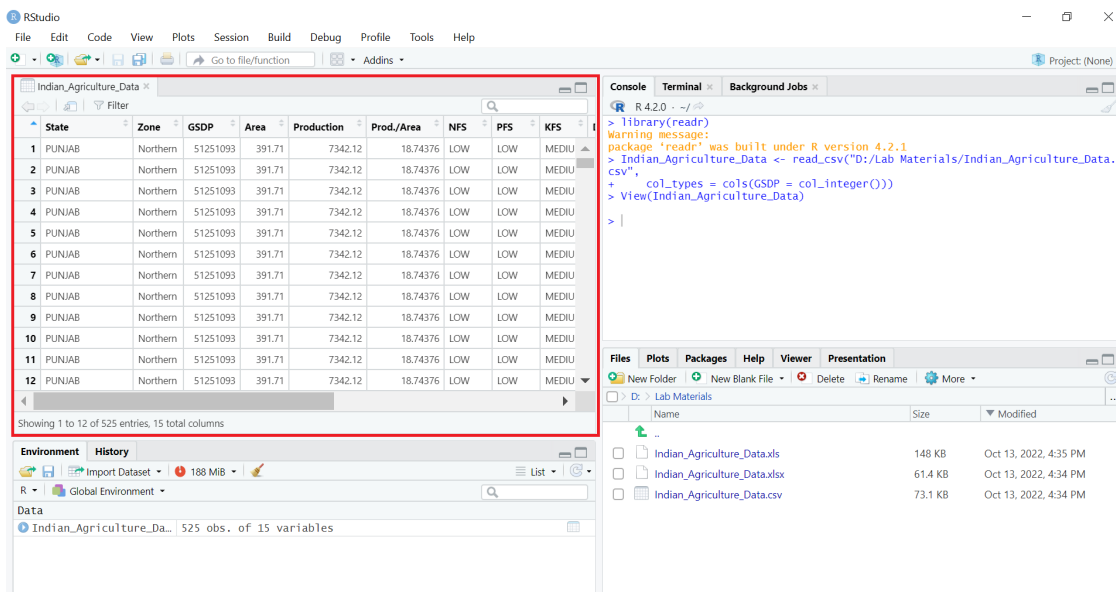 RStudio
File Edit Code View Plots Session Build Debug Profile Tools Help
Go to file/function Addins Project: (None)
Indian_Agriculture_Data
Filter
State Zone GSDP Area Production Prod./Area NFS PFS KFS
1 PUNJAB Northern 51251093 391.71 7342.12 18.74376 LOW LOW MEDIU
2 PUNJAB Northern 51251093 391.71 7342.12 18.74376 LOW LOW MEDIU
3 PUNJAB Northern 51251093 391.71 7342.12 18.74376 LOW LOW MEDIU
4 PUNJAB Northern 51251093 391.71 7342.12 18.74376 LOW LOW MEDIU
5 PUNJAB Northern 51251093 391.71 7342.12 18.74376 LOW LOW MEDIU
6 PUNJAB Northern 51251093 391.71 7342.12 18.74376 LOW LOW MEDIU
7 PUNJAB Northern 51251093 391.71 7342.12 18.74376 LOW LOW MEDIU
8 PUNJAB Northern 51251093 391.71 7342.12 18.74376 LOW LOW MEDIU
9 PUNJAB Northern 51251093 391.71 7342.12 18.74376 LOW LOW MEDIU
10 PUNJAB Northern 51251093 391.71 7342.12 18.74376 LOW LOW MEDIU
11 PUNJAB Northern 51251093 391.71 7342.12 18.74376 LOW LOW MEDIU
12 PUNJAB Northern 51251093 391.71 7342.12 18.74376 LOW LOW MEDIU
Showing 1 to 12 of 525 entries, 15 total columns
Environment History
Import Dataset 188 MiB List
R Global Environment
Data
Indian_Agriculture_Da… 525 obs. of 15 variables
Console Terminal Background Jobs
R 4.2.0 · ~/
> library(readr)
Warning message:
package ‘readr’ was built under R version 4.2.1
> Indian_Agriculture_Data <- read_csv("D:/Lab Materials/Indian_Agriculture_Data.
csv",
+ col_types = cols(GSDP = col_integer()))
> View(Indian_Agriculture_Data)
>
Files Plots Packages Help Viewer Presentation
New Folder New Blank File Delete Rename More
D: > Lab Materials
Name Size Modified
..
Indian_Agriculture_Data.xls 148 KB Oct 13, 2022, 4:35 PM
Indian_Agriculture_Data.xlsx 61.4 KB Oct 13, 2022, 4:34 PM
Indian_Agriculture_Data.csv 73.1 KB Oct 13, 2022, 4:34 PM